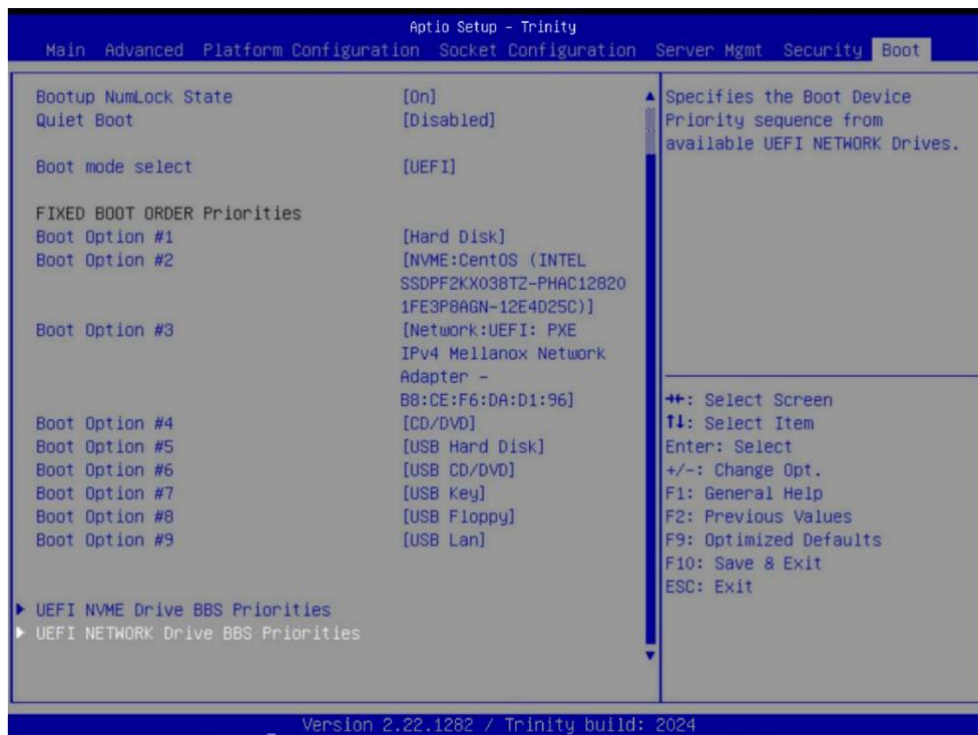 Aptio Setup – Trinity
Main Advanced Platform Configuration Socket Configuration Server Mgmt Security Boot
Bootup NumLock State [On]
Quiet Boot [Disabled]
Boot mode select [UEFI]
FIXED BOOT ORDER Priorities
Boot Option #1 [Hard Disk]
Boot Option #2 [NVME:CentOS (INTEL
SSDPF2KX038TZ-PHAC12820
1FE3P8AGN-12E4D25C)]
Boot Option #3 [Network:UEFI: PXE
IPv4 Mellanox Network
Adapter –
B8:CE:F6:DA:D1:96]
Boot Option #4 [CD/DVD]
Boot Option #5 [USB Hard Disk]
Boot Option #6 [USB CD/DVD]
Boot Option #7 [USB Key]
Boot Option #8 [USB Floppy]
Boot Option #9 [USB Lan]
UEFI NVME Drive BBS Priorities
UEFI NETWORK Drive BBS Priorities
Specifies the Boot Device
Priority sequence from
available UEFI NETWORK Drives.
→←: Select Screen
↑↓: Select Item
Enter: Select
+/-: Change Opt.
F1: General Help
F2: Previous Values
F9: Optimized Defaults
F10: Save & Exit
ESC: Exit
Version 2.22.1282 / Trinity build: 2024